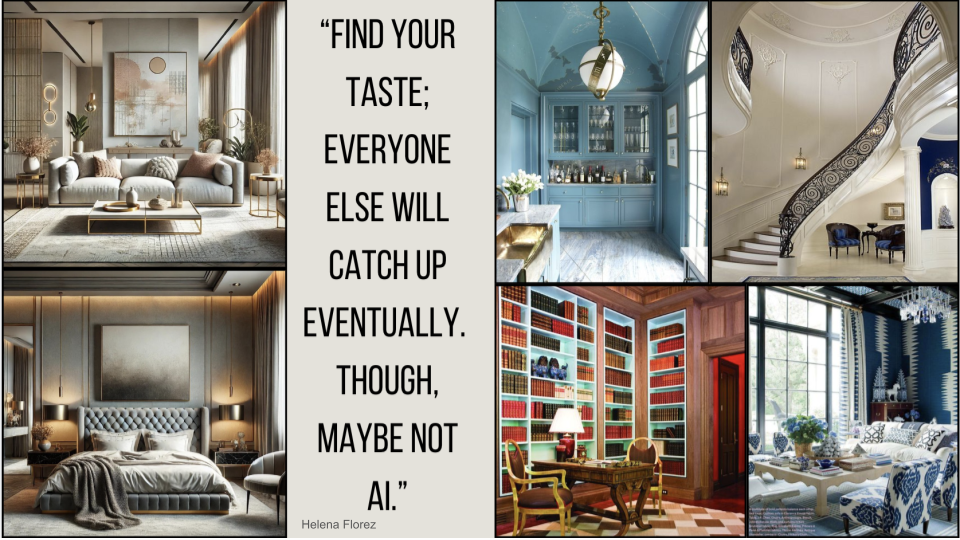 “FIND YOUR
TASTE;
EVERYONE
ELSE WILL
CATCH UP
EVENTUALLY.
THOUGH,
MAYBE NOT
AI.”
Helena Florez